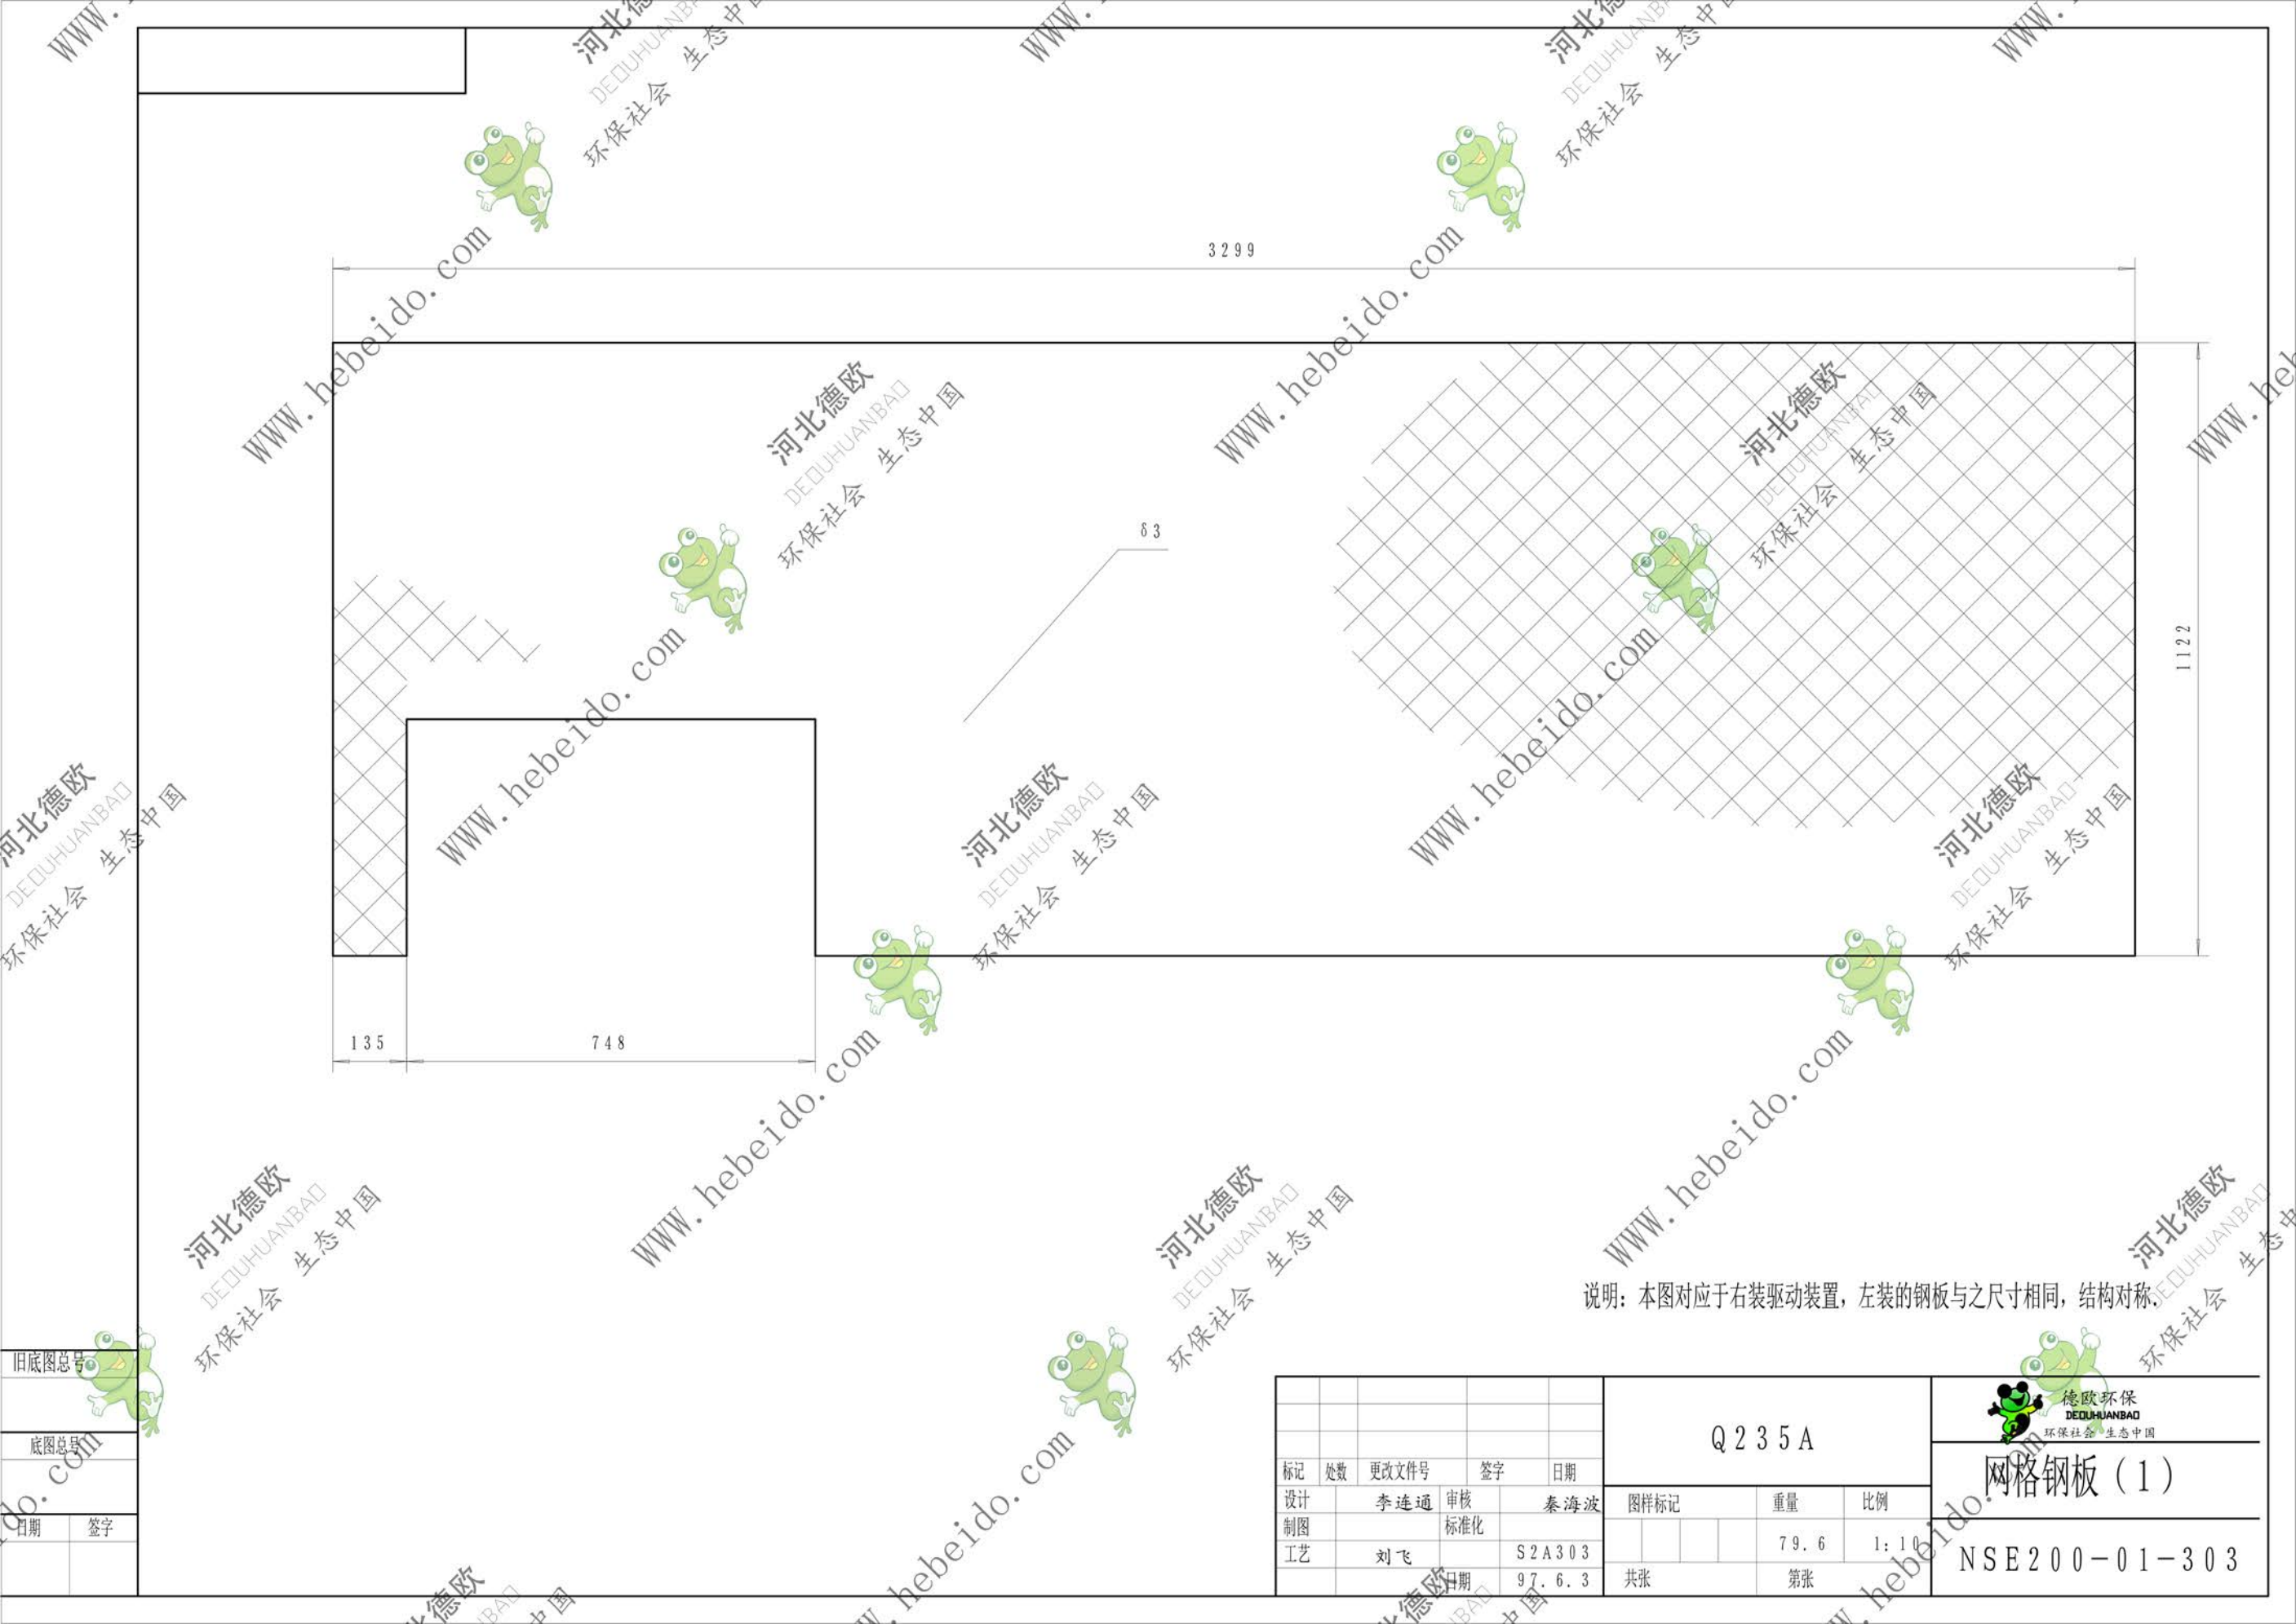 3299
δ3
1122
135
748
说明：本图对应于右装驱动装置，左装的钢板与之尺寸相同，结构对称.
旧底图总号
底图总号
日期 签字
标记 处数 更改文件号 签字 日期
设计 李连通 审核 秦海波
制图 标准化
工艺 刘飞 S2A303
日期 97.6.3
Q235A
图样标记 重量 比例
79.6 1:10
共张 第张
德欧环保
DEOUHUANBAO
环保社会 生态中国
网格钢板(1)
NSE200-01-303
河北德欧
DEOUHUANBAO
环保社会 生态中国
WWW.hebeido.com